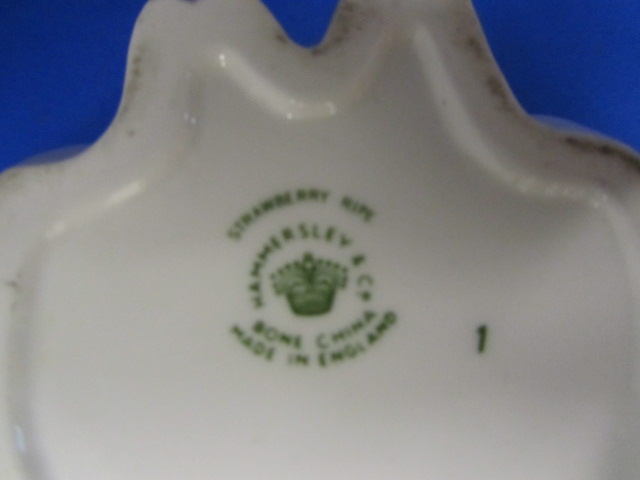 STRAWBERRY RIPE
HAMMERSLEY & CO
BONE CHINA
MADE IN ENGLAND
1